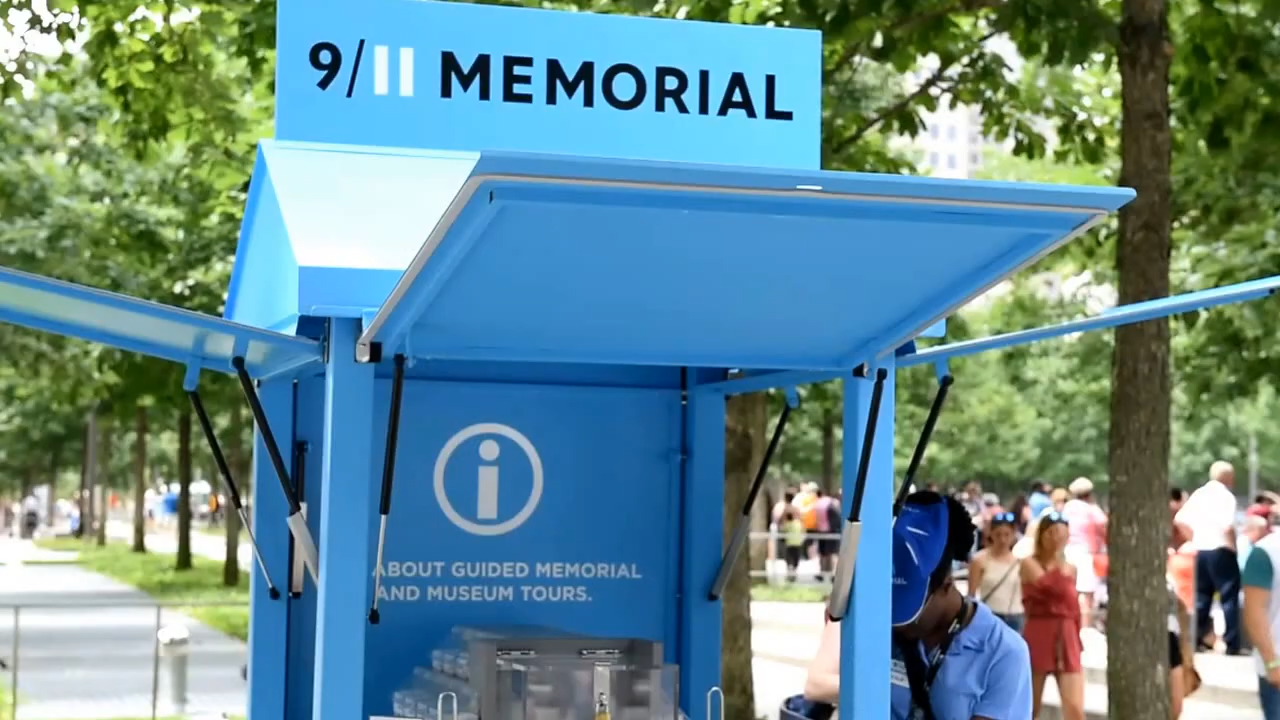 9/11 MEMORIAL
i
ABOUT GUIDED MEMORIAL
AND MUSEUM TOURS.